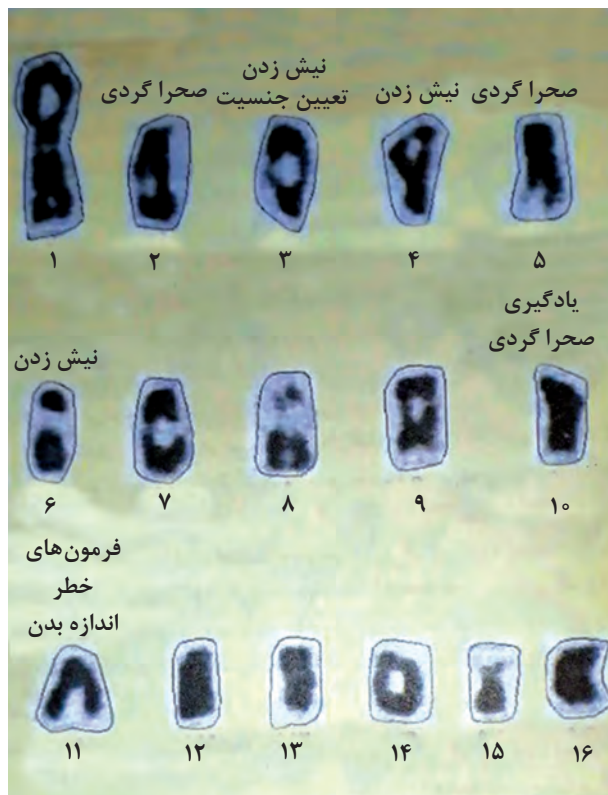 نیش زدن
صحرا گردی تعیین جنسیت نیش زدن صحرا گردی
۱ ۲ ۳ ۴ ۵
یادگیری
صحرا گردی
نیش زدن
۶ ۷ ۸ ۹ ۱۰
فرمون‌های
خطر
اندازه بدن
۱۱ ۱۲ ۱۳ ۱۴ ۱۵ ۱۶